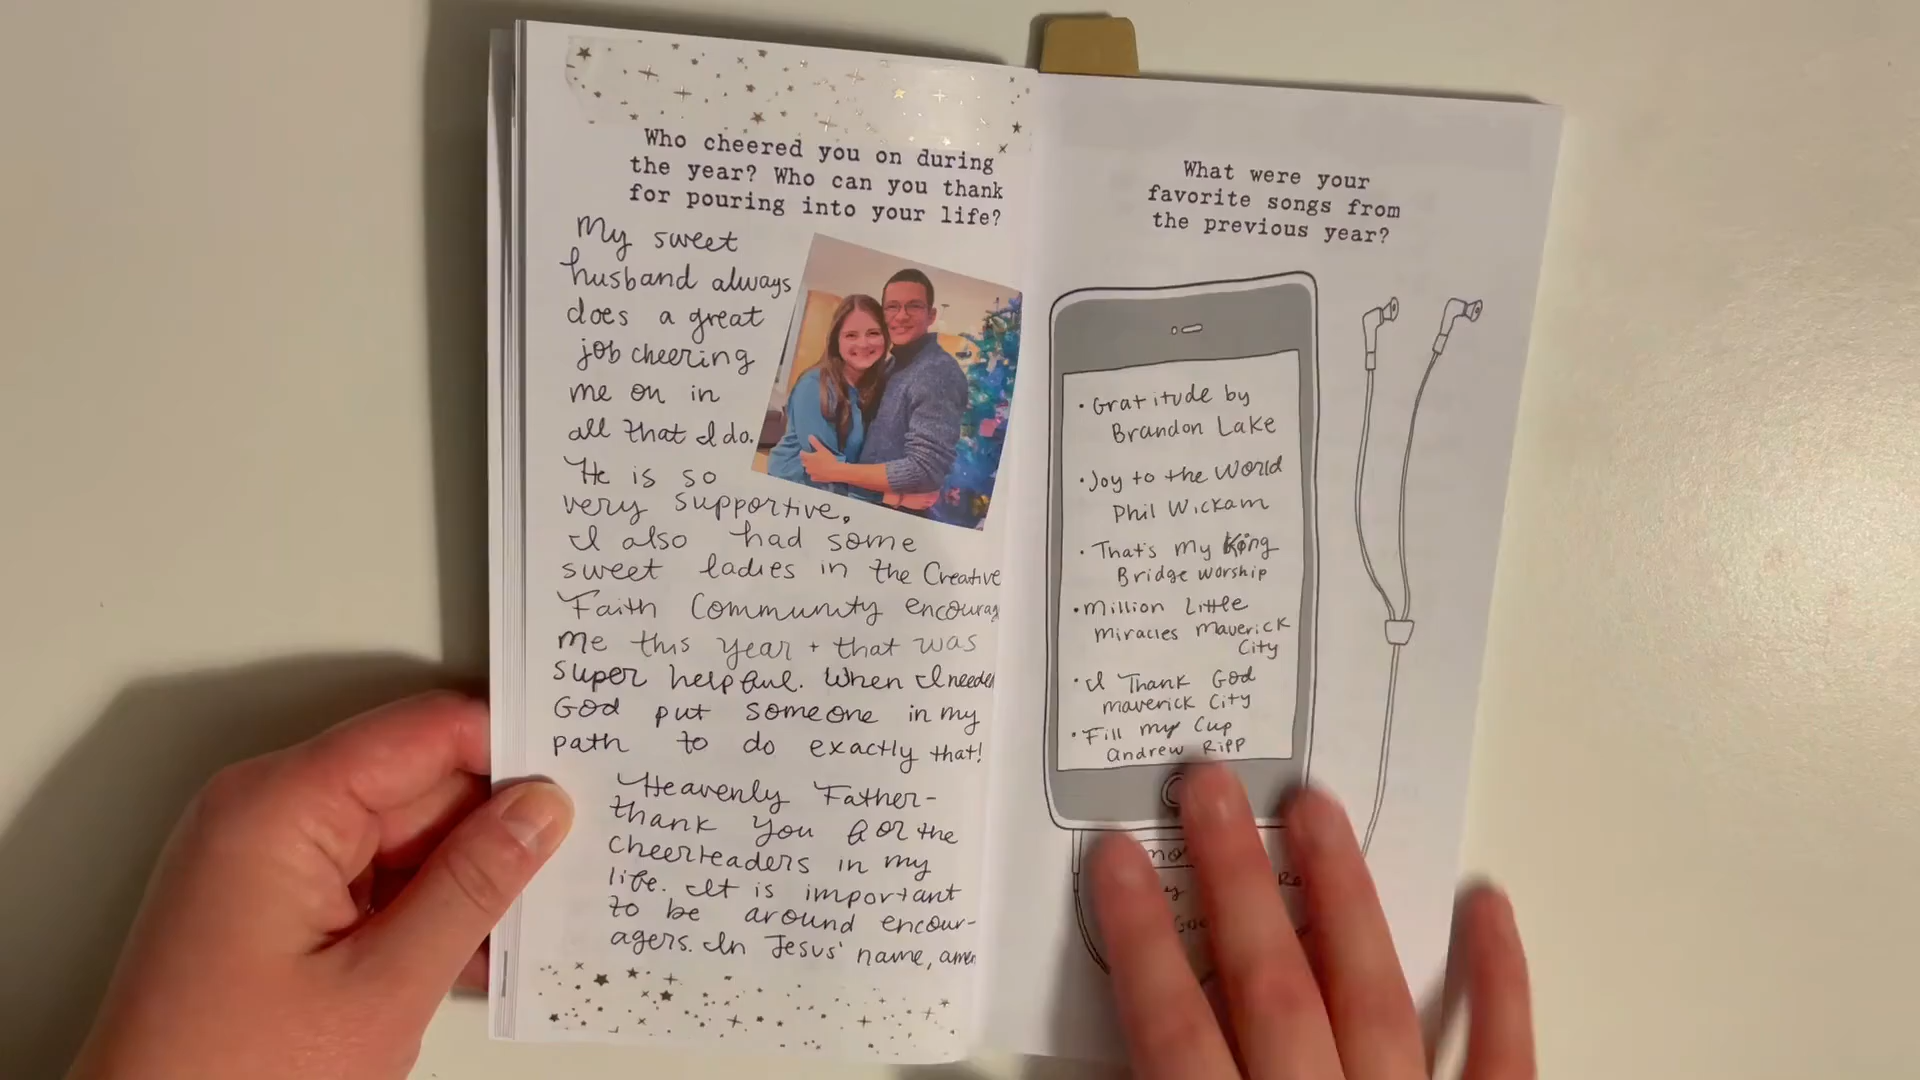 Who cheered you on during
the year? Who can you thank
for pouring into your life?
My sweet
husband always
does a great
job cheering
me on in
all that I do.
He is so
very supportive.
I also had some
sweet ladies in the Creative
Faith Community encourag
me this year + that was
super helpful. When I needed
God put someone in my
path to do exactly that!
Heavenly Father-
thank you for the
cheerleaders in my
life. It is important
to be around encour-
agers. In Jesus' name, amen
What were your
favorite songs from
the previous year?
• Gratitude by
Brandon Lake
• Joy to the World
Phil Wickam
• That's My King
Bridge Worship
• Million Little
Miracles Maverick
City
• I Thank God
Maverick City
• Fill my Cup
Andrew Ripp